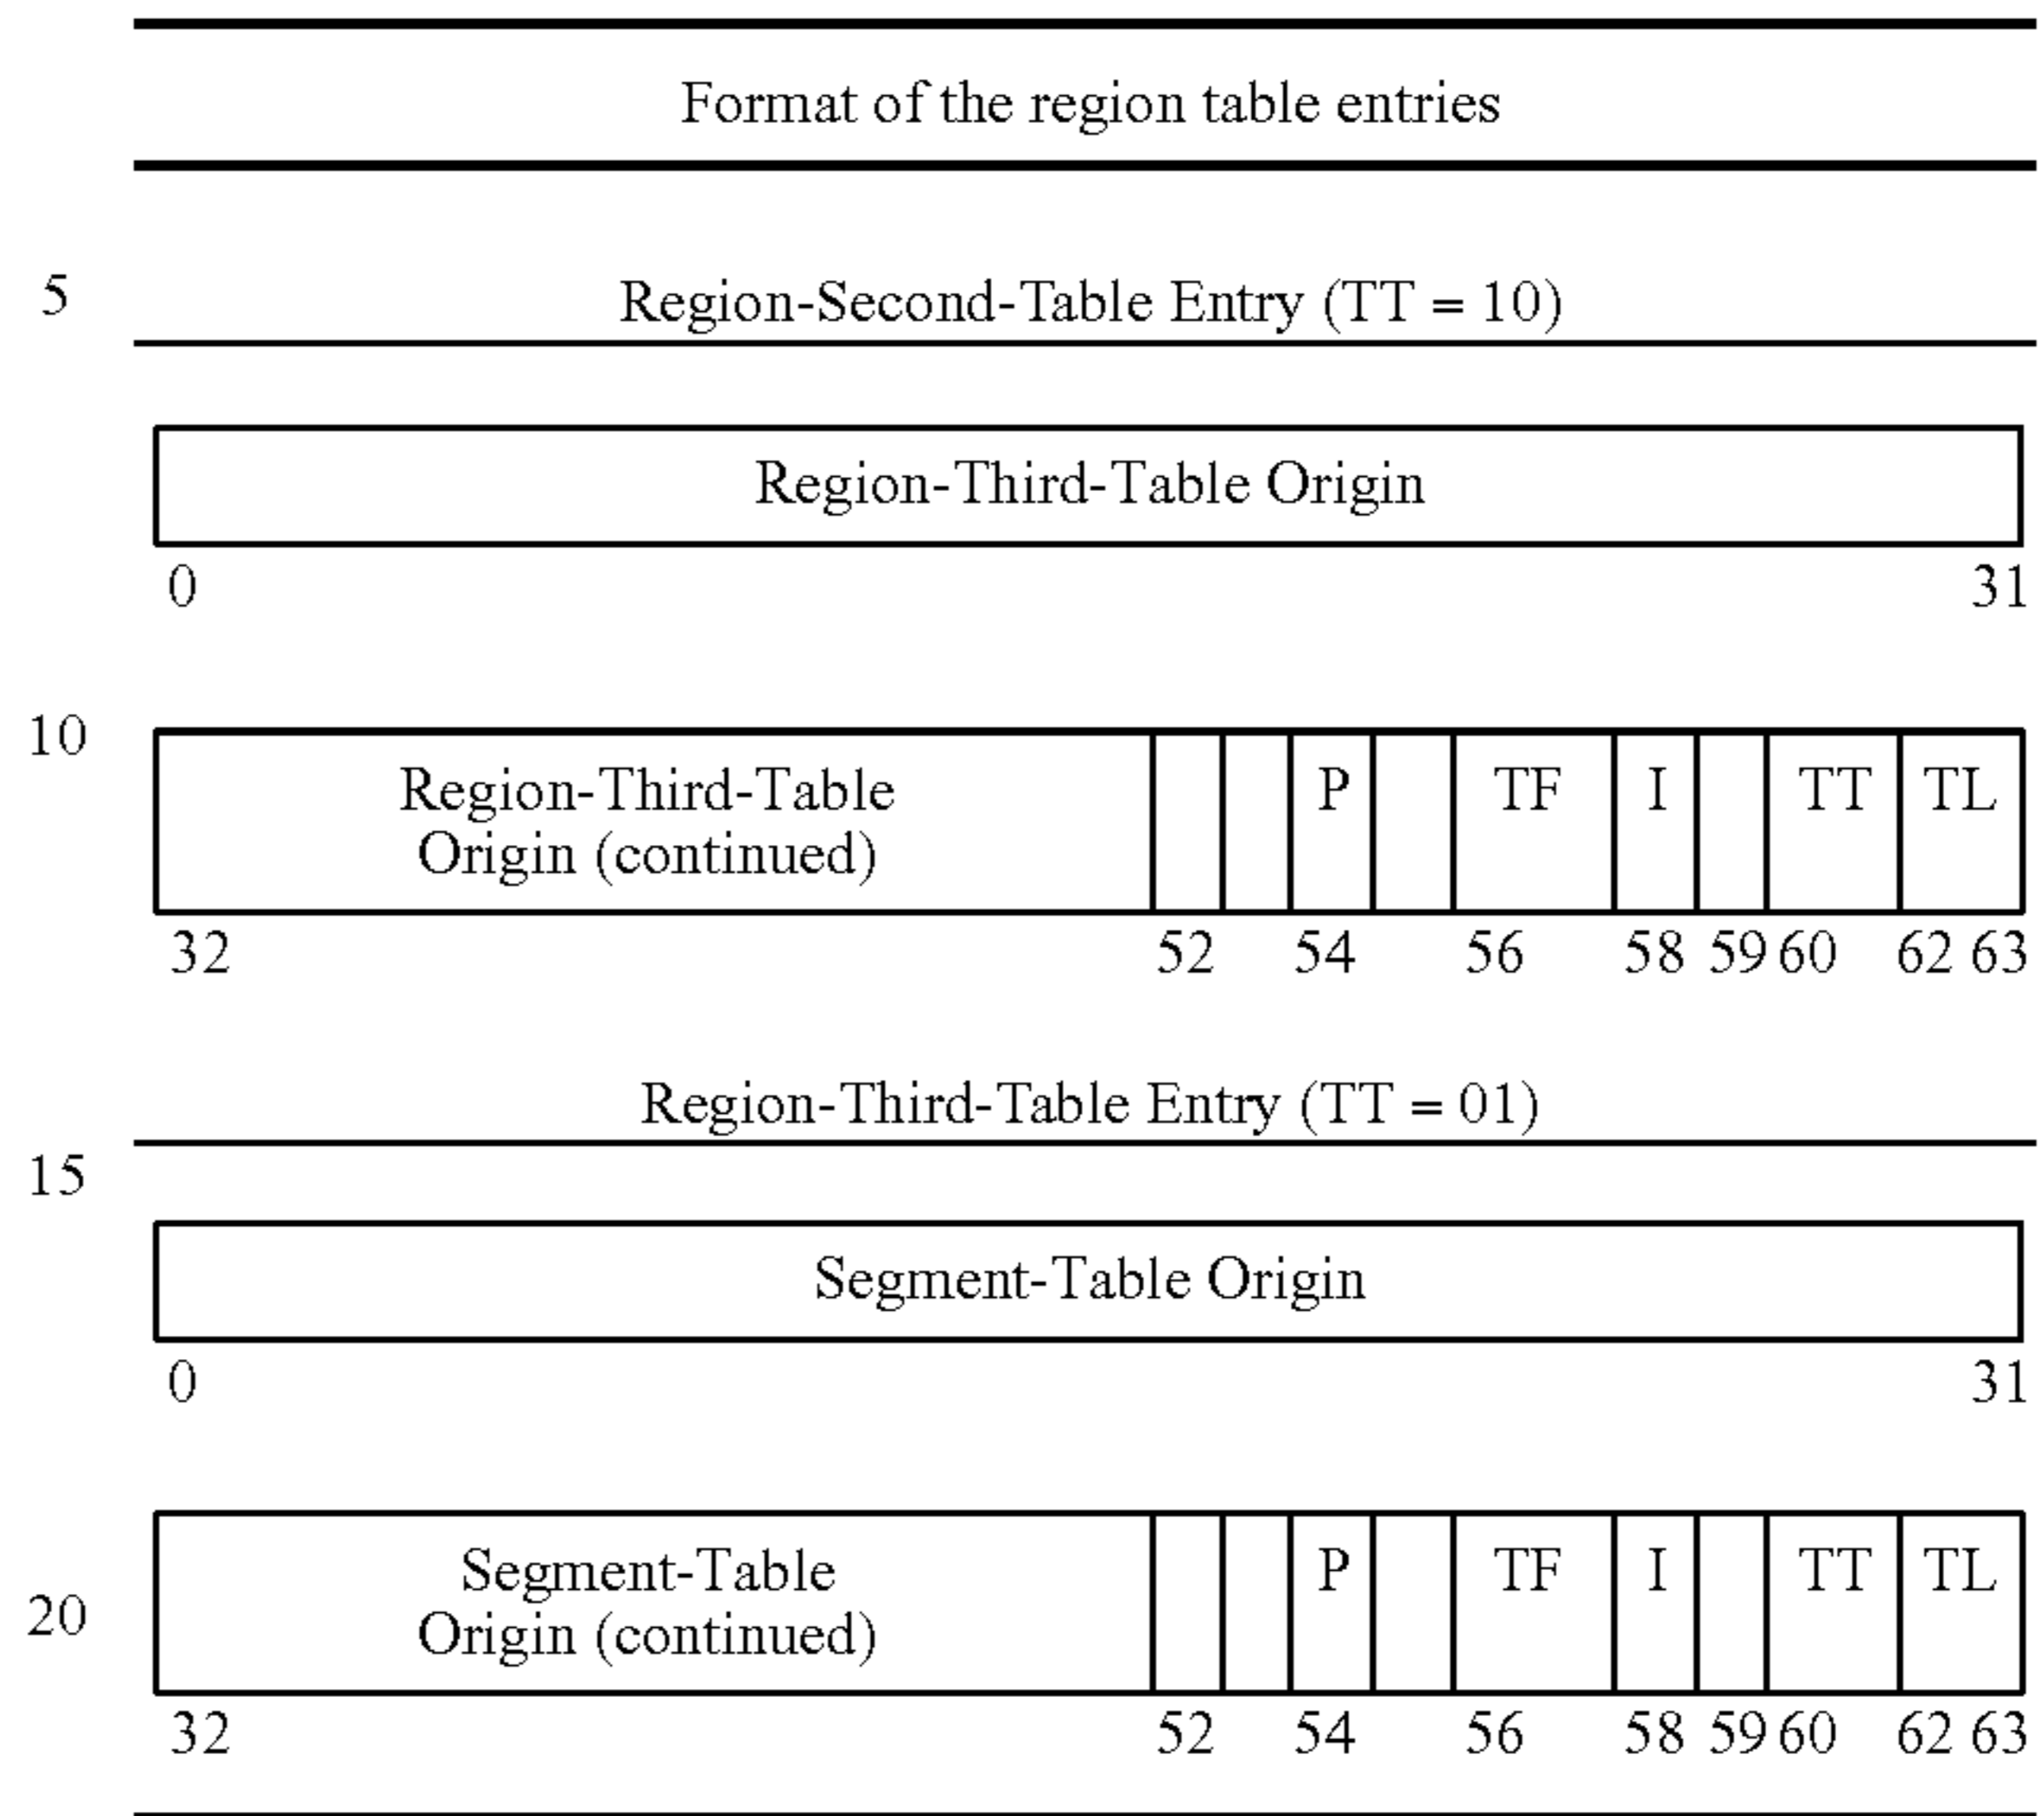 Format of the region table entries
5
Region-Second-Table Entry (TT = 10)
Region-Third-Table Origin
0 31
10
Region-Third-Table
Origin (continued)
P TF I TT TL
32 52 54 56 58 59 60 62 63
Region-Third-Table Entry (TT = 01)
15
Segment-Table Origin
0 31
Segment-Table
Origin (continued)
P TF I TT TL
20
32 52 54 56 58 59 60 62 63